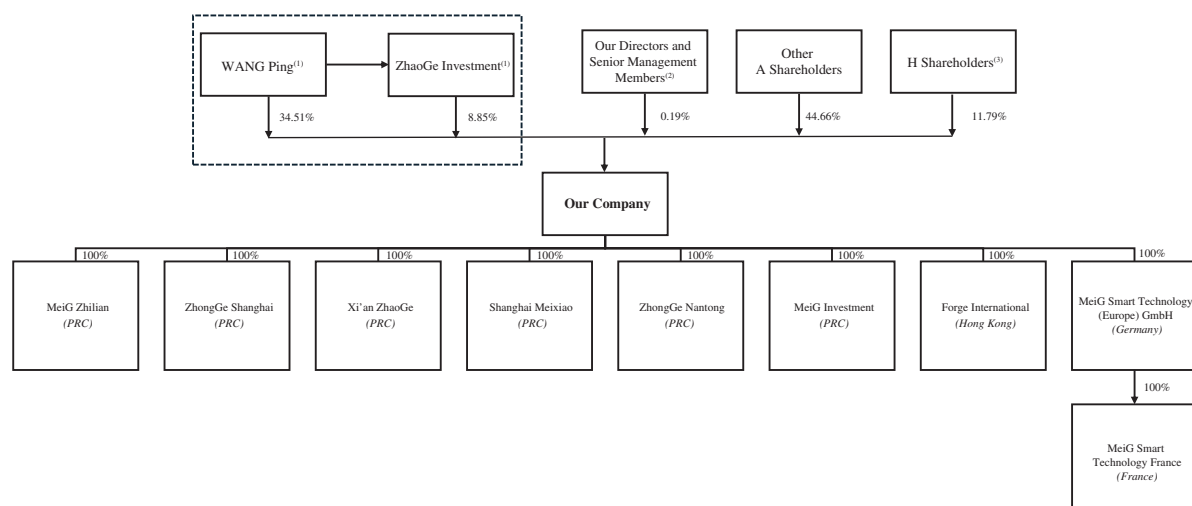 WANG Ping(1)
ZhaoGe Investment(1)
Our Directors and
Senior Management
Members(2)
Other
A Shareholders
H Shareholders(3)
34.51%
8.85%
0.19%
44.66%
11.79%
Our Company
100%
100%
100%
100%
100%
100%
100%
100%
MeiG Zhilian
(PRC)
ZhongGe Shanghai
(PRC)
Xi’an ZhaoGe
(PRC)
Shanghai Meixiao
(PRC)
ZhongGe Nantong
(PRC)
MeiG Investment
(PRC)
Forge International
(Hong Kong)
MeiG Smart Technology
(Europe) GmbH
(Germany)
100%
MeiG Smart
Technology France
(France)